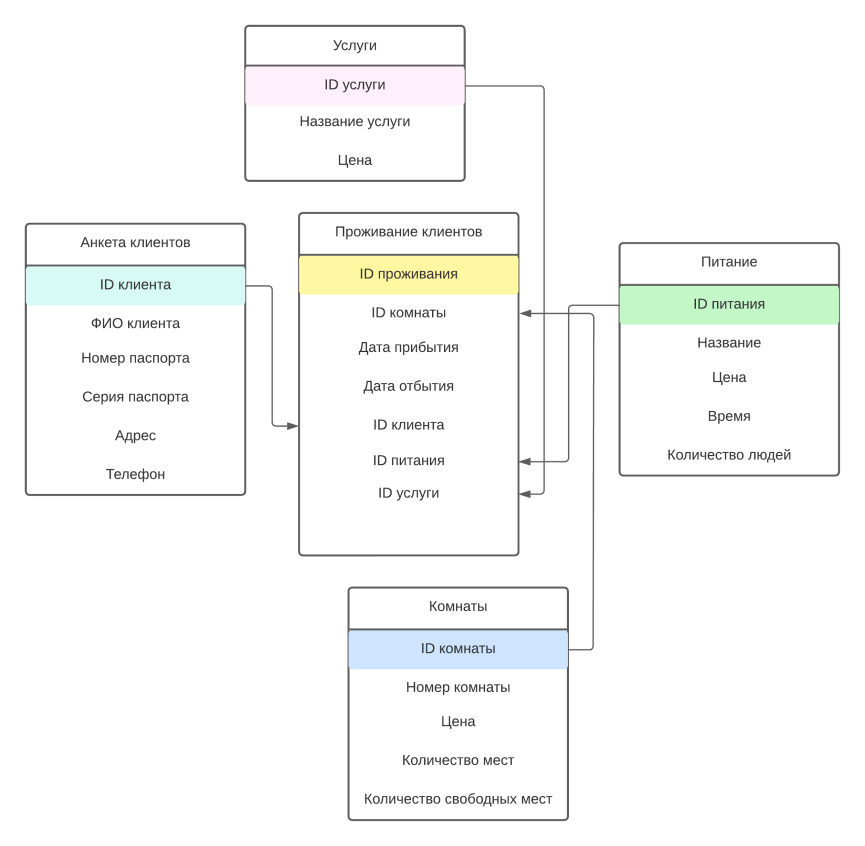 Услуги
ID услуги
Название услуги
Цена
Анкета клиентов
ID клиента
ФИО клиента
Номер паспорта
Серия паспорта
Адрес
Телефон
Проживание клиентов
ID проживания
ID комнаты
Дата прибытия
Дата отбытия
ID клиента
ID питания
ID услуги
Питание
ID питания
Название
Цена
Время
Количество людей
Комнаты
ID комнаты
Номер комнаты
Цена
Количество мест
Количество свободных мест